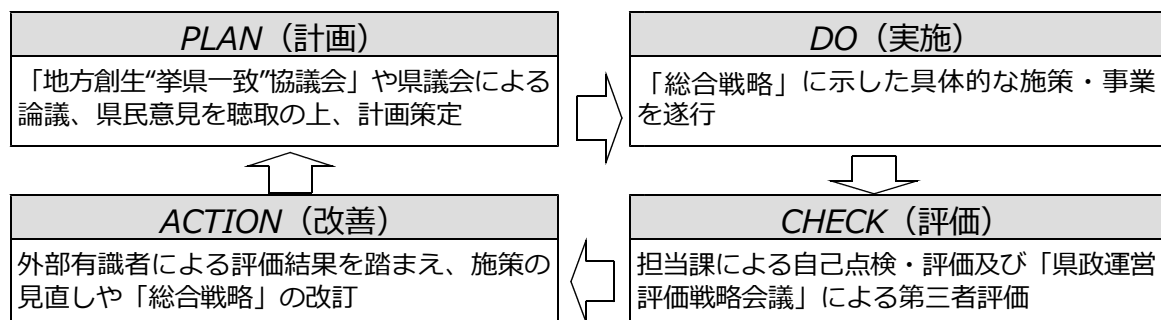 PLAN（計画）
「地方創生“挙県一致”協議会」や県議会による
論議、県民意見を聴取の上、計画策定
DO（実施）
「総合戦略」に示した具体的な施策・事業
を遂行
ACTION（改善）
外部有識者による評価結果を踏まえ、施策の
見直しや「総合戦略」の改訂
CHECK（評価）
担当課による自己点検・評価及び「県政運営
評価戦略会議」による第三者評価